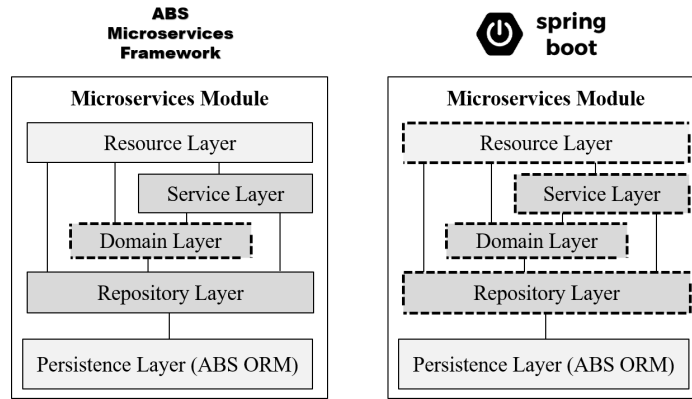 ABS
Microservices
Framework
Microservices Module
Resource Layer
Service Layer
Domain Layer
Repository Layer
Persistence Layer (ABS ORM)
spring
boot
Microservices Module
Resource Layer
Service Layer
Domain Layer
Repository Layer
Persistence Layer (ABS ORM)